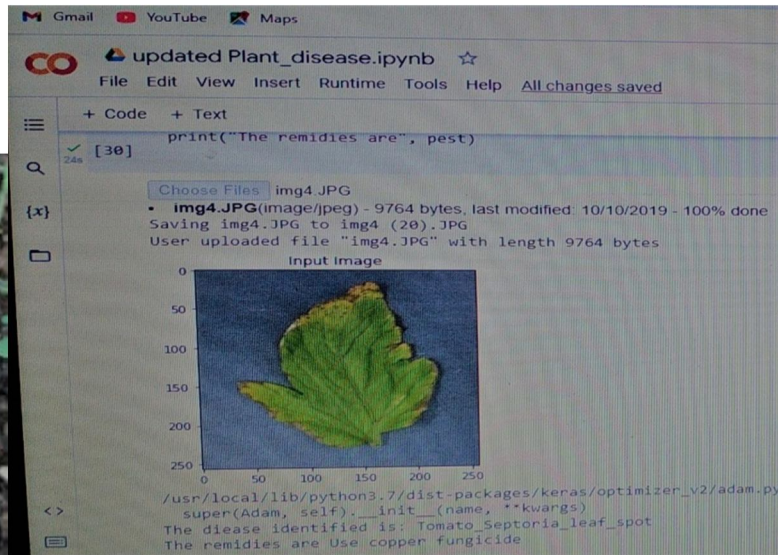 Gmail YouTube Maps
CO updated Plant_disease.ipynb
File Edit View Insert Runtime Tools Help All changes saved
+ Code + Text
print("The remidies are", pest)
24s [30]
{x}
Choose Files img4.JPG
• img4.JPG(image/jpeg) - 9764 bytes, last modified: 10/10/2019 - 100% done
Saving img4.JPG to img4 (20).JPG
User uploaded file "img4.JPG" with length 9764 bytes
Input Image
0
50
100
150
200
250
0 50 100 150 200 250
/usr/local/lib/python3.7/dist-packages/keras/optimizer_v2/adam.py
super(Adam, self).__init__(name, **kwargs)
<>
The diease identified is: Tomato_Septoria_leaf_spot
The remidies are Use copper fungicide